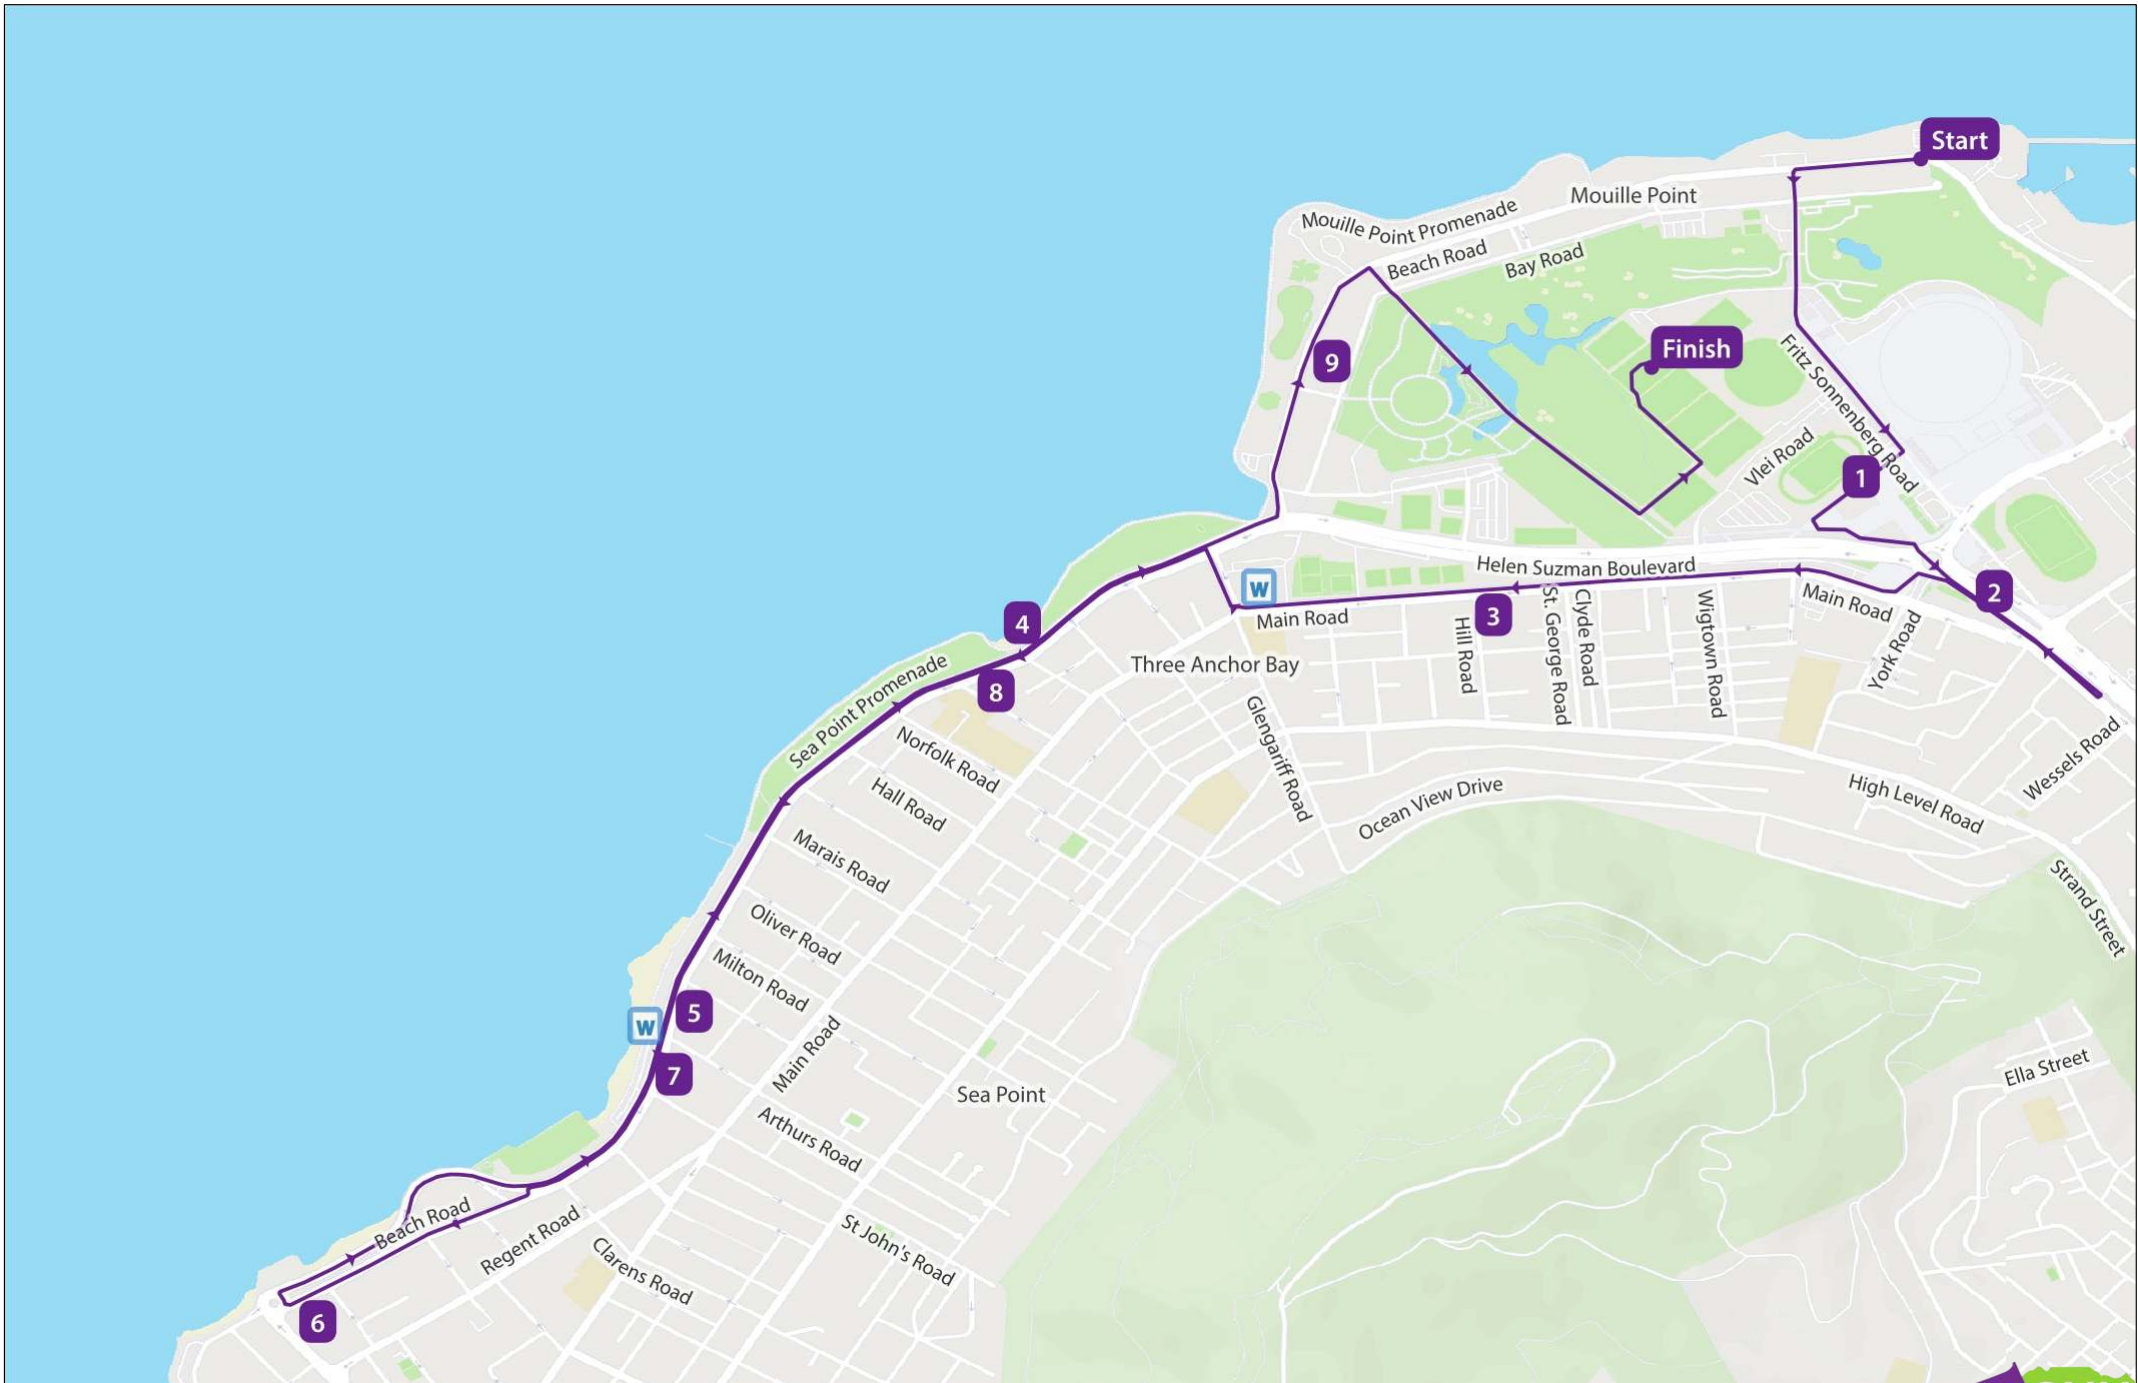 Start
Mouille Point
Mouille Point Promenade
Beach Road
Bay Road
Finish
9
Fritz Sonnenberg Road
Vlei Road
1
Helen Suzman Boulevard
W
Main Road
3
Hill Road
St. George Road
Clyde Road
Wigtown Road
Main Road
York Road
2
4
Three Anchor Bay
8
Sea Point Promenade
Glengariff Road
Norfolk Road
Hall Road
Ocean View Drive
High Level Road
Wessels Road
Marais Road
Strand Street
Oliver Road
Milton Road
5
W
7
Main Road
Sea Point
Ella Street
Arthurs Road
Beach Road
Regent Road
St John's Road
Clarens Road
6